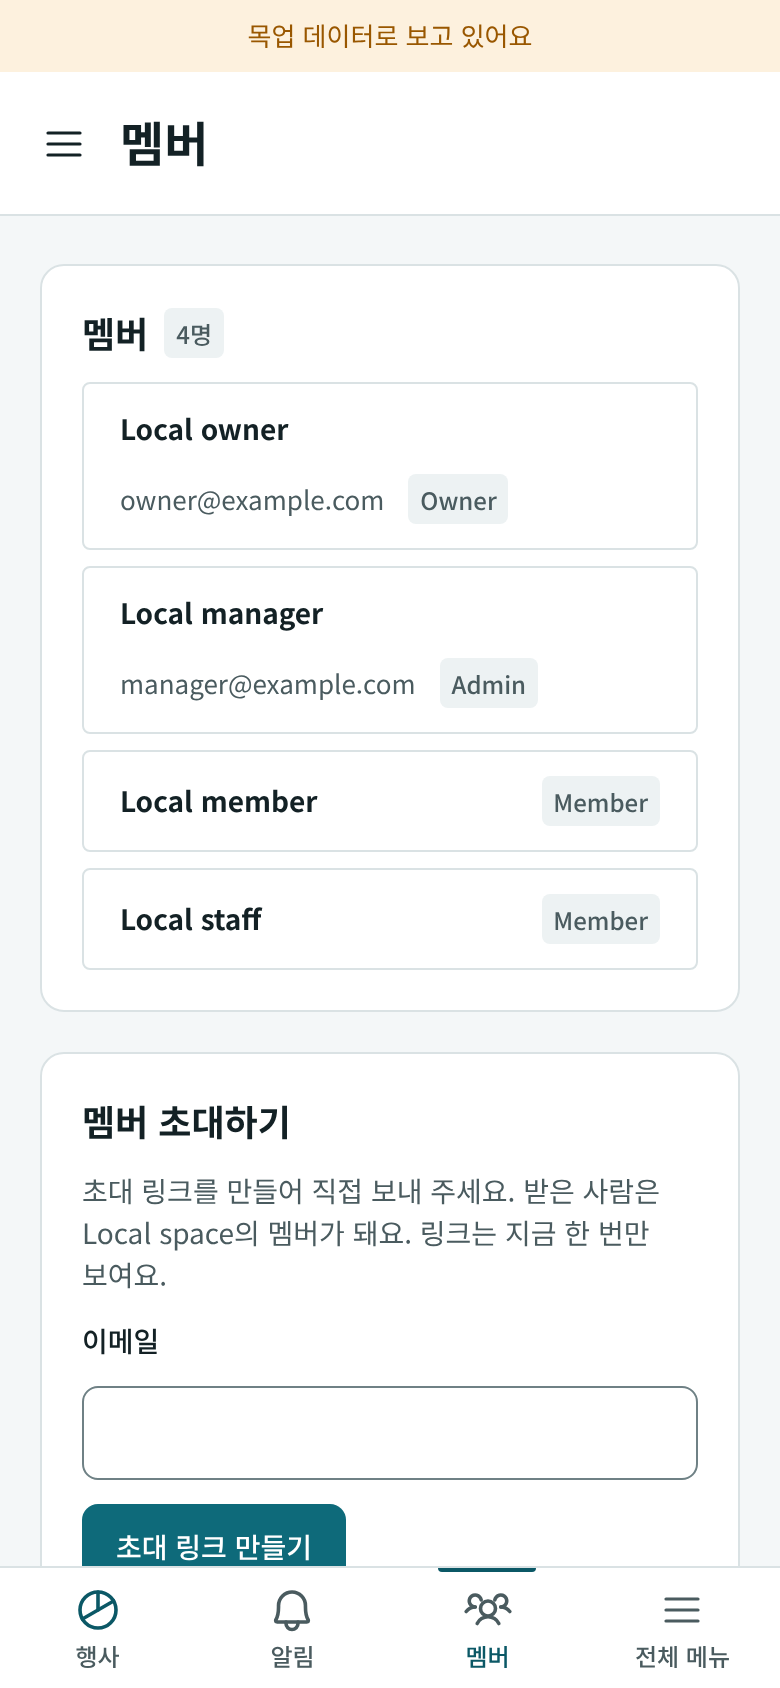 목업 데이터로 보고 있어요
멤버
멤버 4명
Local owner
owner@example.com Owner
Local manager
manager@example.com Admin
Local member Member
Local staff Member
멤버 초대하기
초대 링크를 만들어 직접 보내 주세요. 받은 사람은
Local space의 멤버가 돼요. 링크는 지금 한 번만
보여요.
이메일
초대 링크 만들기
행사 알림 멤버 전체 메뉴